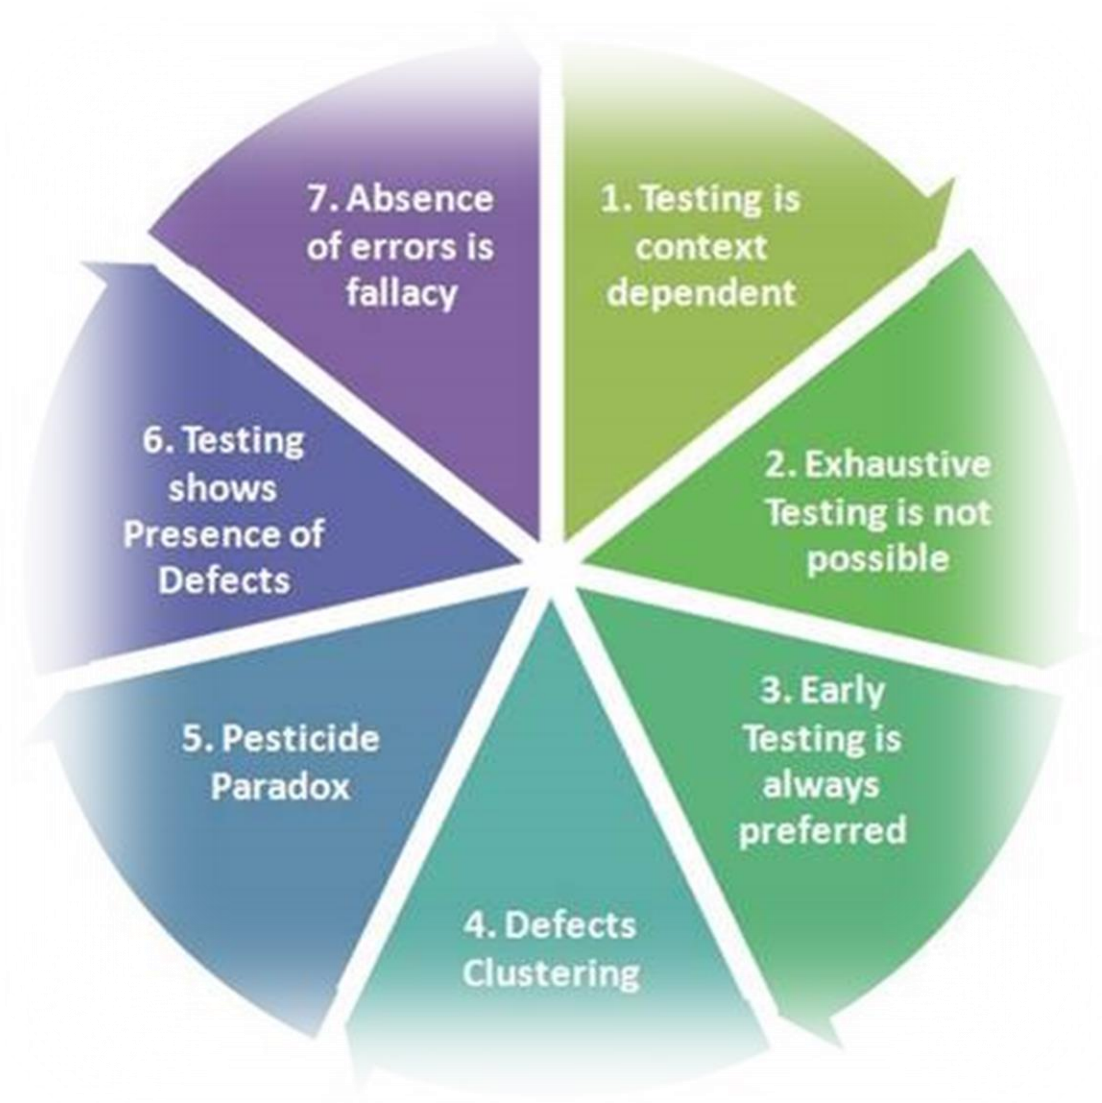 1. Testing is
context
dependent
2. Exhaustive
Testing is not
possible
3. Early
Testing is
always
preferred
4. Defects
Clustering
5. Pesticide
Paradox
6. Testing
shows
Presence of
Defects
7. Absence
of errors is
fallacy